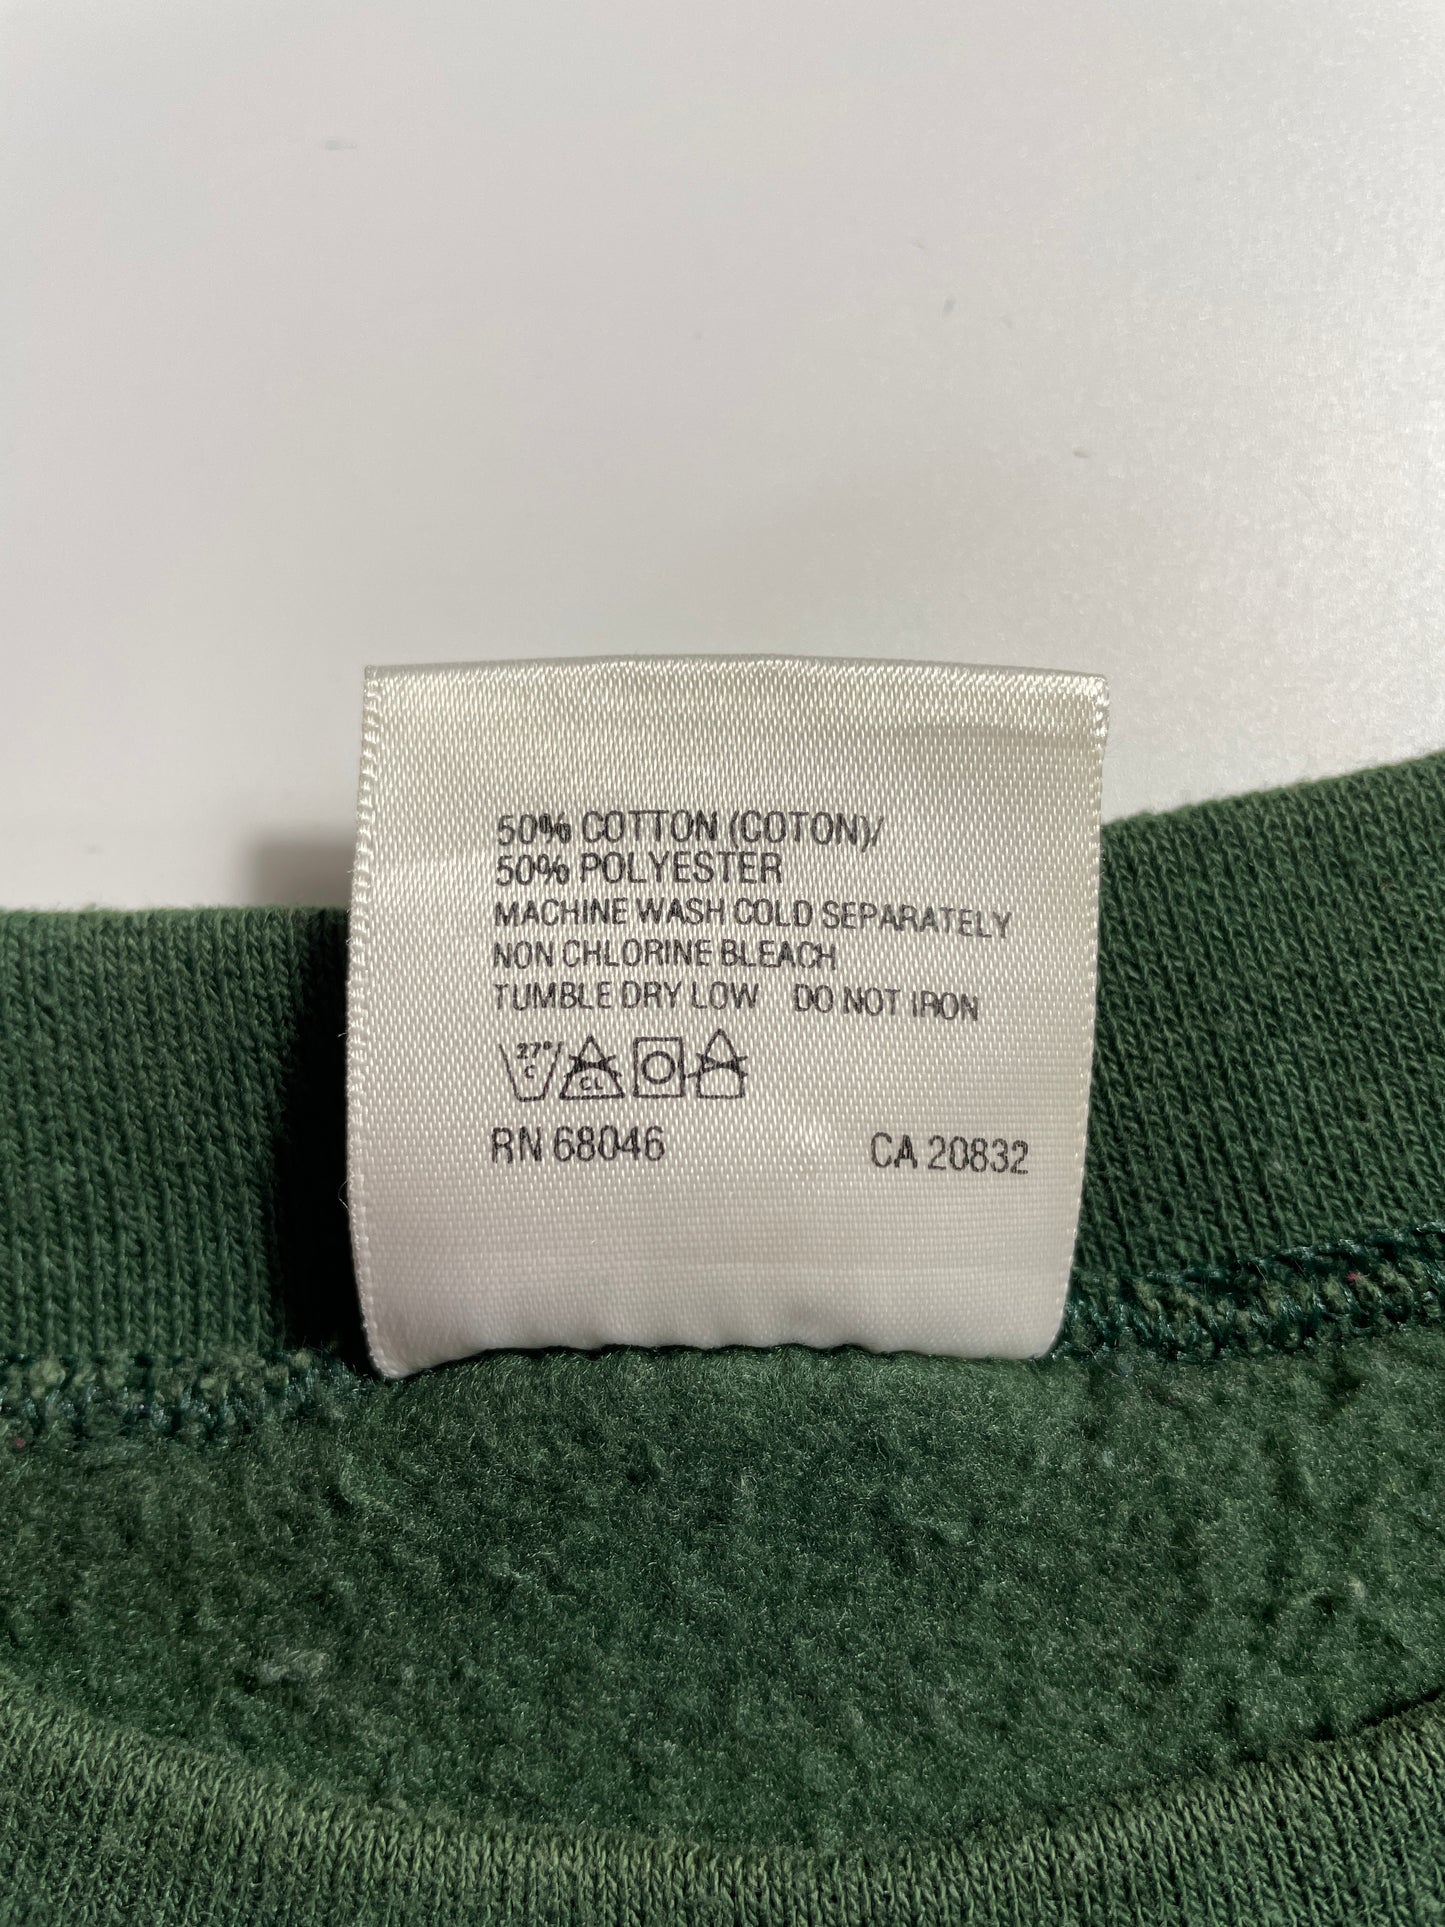 50% COTTON (COTON)/
50% POLYESTER
MACHINE WASH COLD SEPARATELY
NON CHLORINE BLEACH
TUMBLE DRY LOW DO NOT IRON
27° C CL
RN 68046 CA 20832